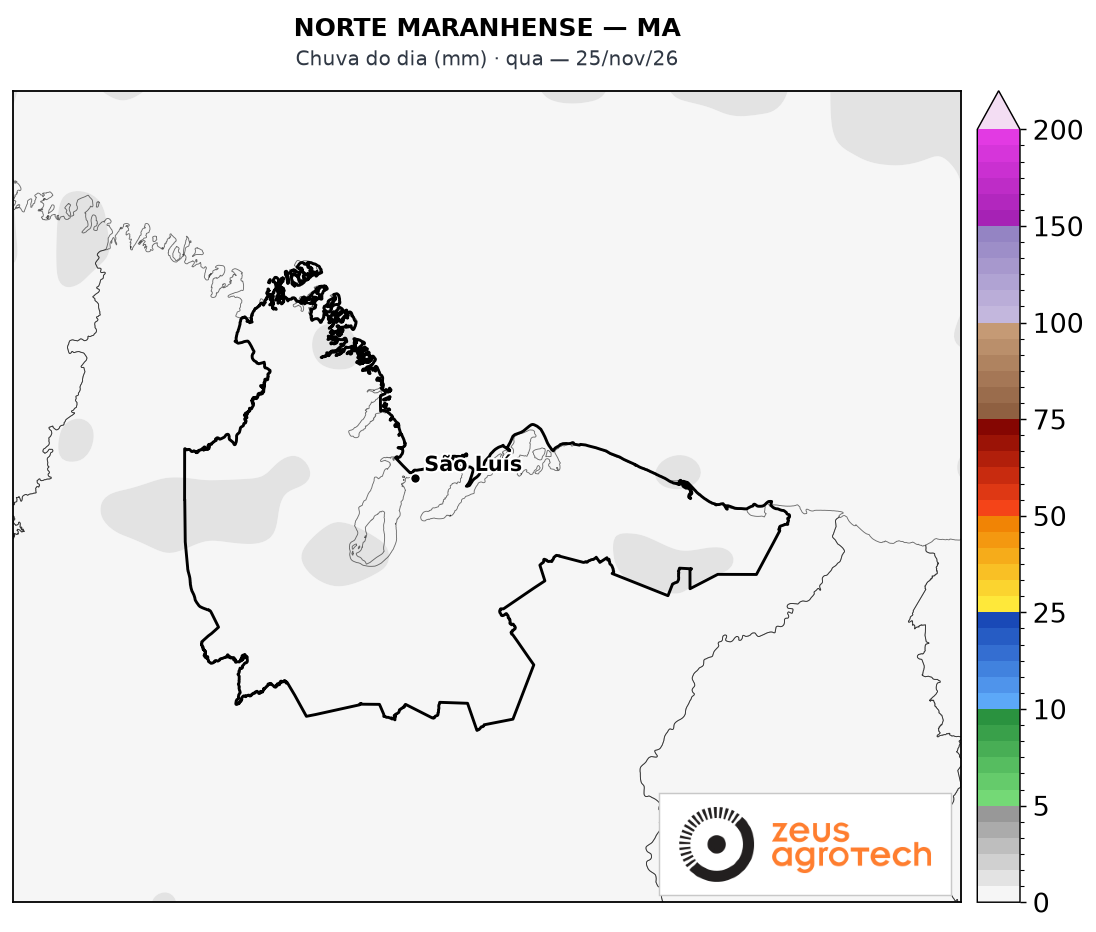 NORTE MARANHENSE — MA
Chuva do dia (mm) · qua — 25/nov/26
200
150
100
75
50
25
10
5
0
São Luís
zeus
agrotech